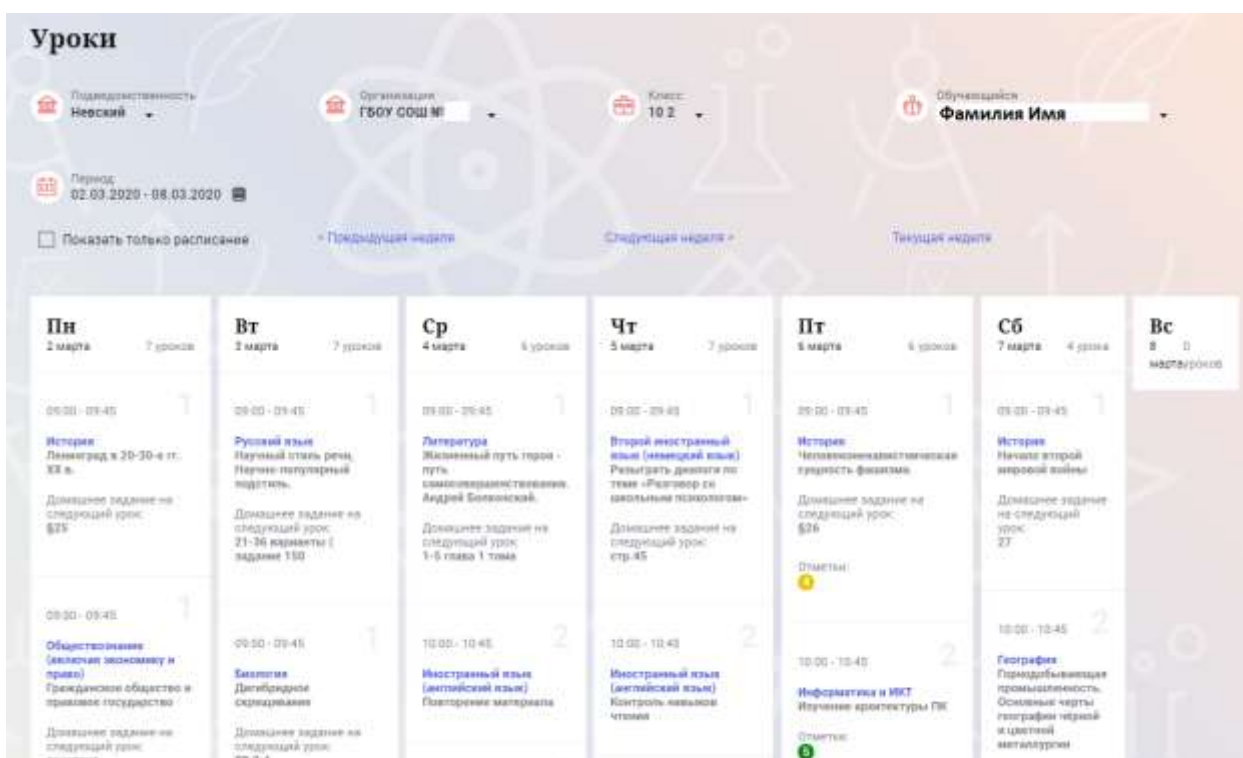 Уроки
Подведомственность
Невский
Организация
ГБОУ СОШ №
Класс
10 2
Обучающийся
Фамилия Имя
Период
02.03.2020 - 08.03.2020
Показать только расписание
« Предыдущая неделя
Следующая неделя »
Текущая неделя
Пн
2 марта 7 уроков
09:00 - 09:45 1
История
Ленинград в 20-30-е гг.
XX в.
Домашнее задание на
следующий урок:
§25
09:00 - 09:45 1
Обществознание
(включая экономику и
право)
Гражданское общество и
правовое государство
Домашнее задание на
следующий урок:
Вт
3 марта 7 уроков
09:00 - 09:45 1
Русский язык
Научный стиль речи,
Научно-популярный
подстиль.
Домашнее задание на
следующий урок:
21-36 варианты (
задание 150
09:00 - 09:45 1
Биология
Дигибридное
скрещивание
Домашнее задание на
следующий урок:
Ср
4 марта 6 уроков
09:00 - 09:45 1
Литература
Жизненный путь героя -
путь
самосовершенствования.
Андрей Болконский.
Домашнее задание на
следующий урок:
1-5 глава 1 тома
10:00 - 10:45 2
Иностранный язык
(английский язык)
Повторение материала
Чт
5 марта 7 уроков
09:00 - 09:45 1
Второй иностранный
язык (немецкий язык)
Разыграть диалоги по
теме «Разговор со
школьным психологом»
Домашнее задание на
следующий урок:
стр.45
10:00 - 10:45 2
Иностранный язык
(английский язык)
Контроль навыков
чтения
Пт
6 марта 6 уроков
09:00 - 09:45 1
История
Человеконенавистническая
сущность фашизма.
Домашнее задание на
следующий урок:
§26
Отметки:
4
10:00 - 10:45 2
Информатика и ИКТ
Изучение архитектуры ПК
Отметки:
5
Сб
7 марта 4 урока
09:00 - 09:45 1
История
Начало второй
мировой войны
Домашнее задание
на следующий
урок:
27
10:00 - 10:45 2
География
Горнодобывающая
промышленность.
Основные черты
географии чёрной
и цветной
металлургии
Вс
8 0
марта уроков